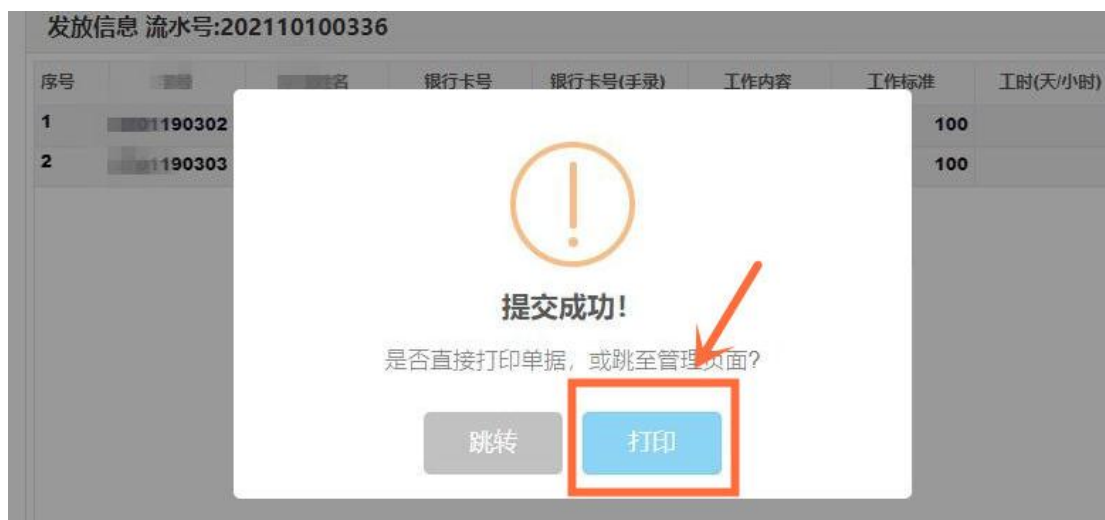 发放信息 流水号:202110100336
序号 名 银行卡号 银行卡号(手录) 工作内容 工作标准 工时(天/小时)
1 01190302 100
2 1190303 100
提交成功!
是否直接打印单据，或跳至管理页面?
跳转 打印